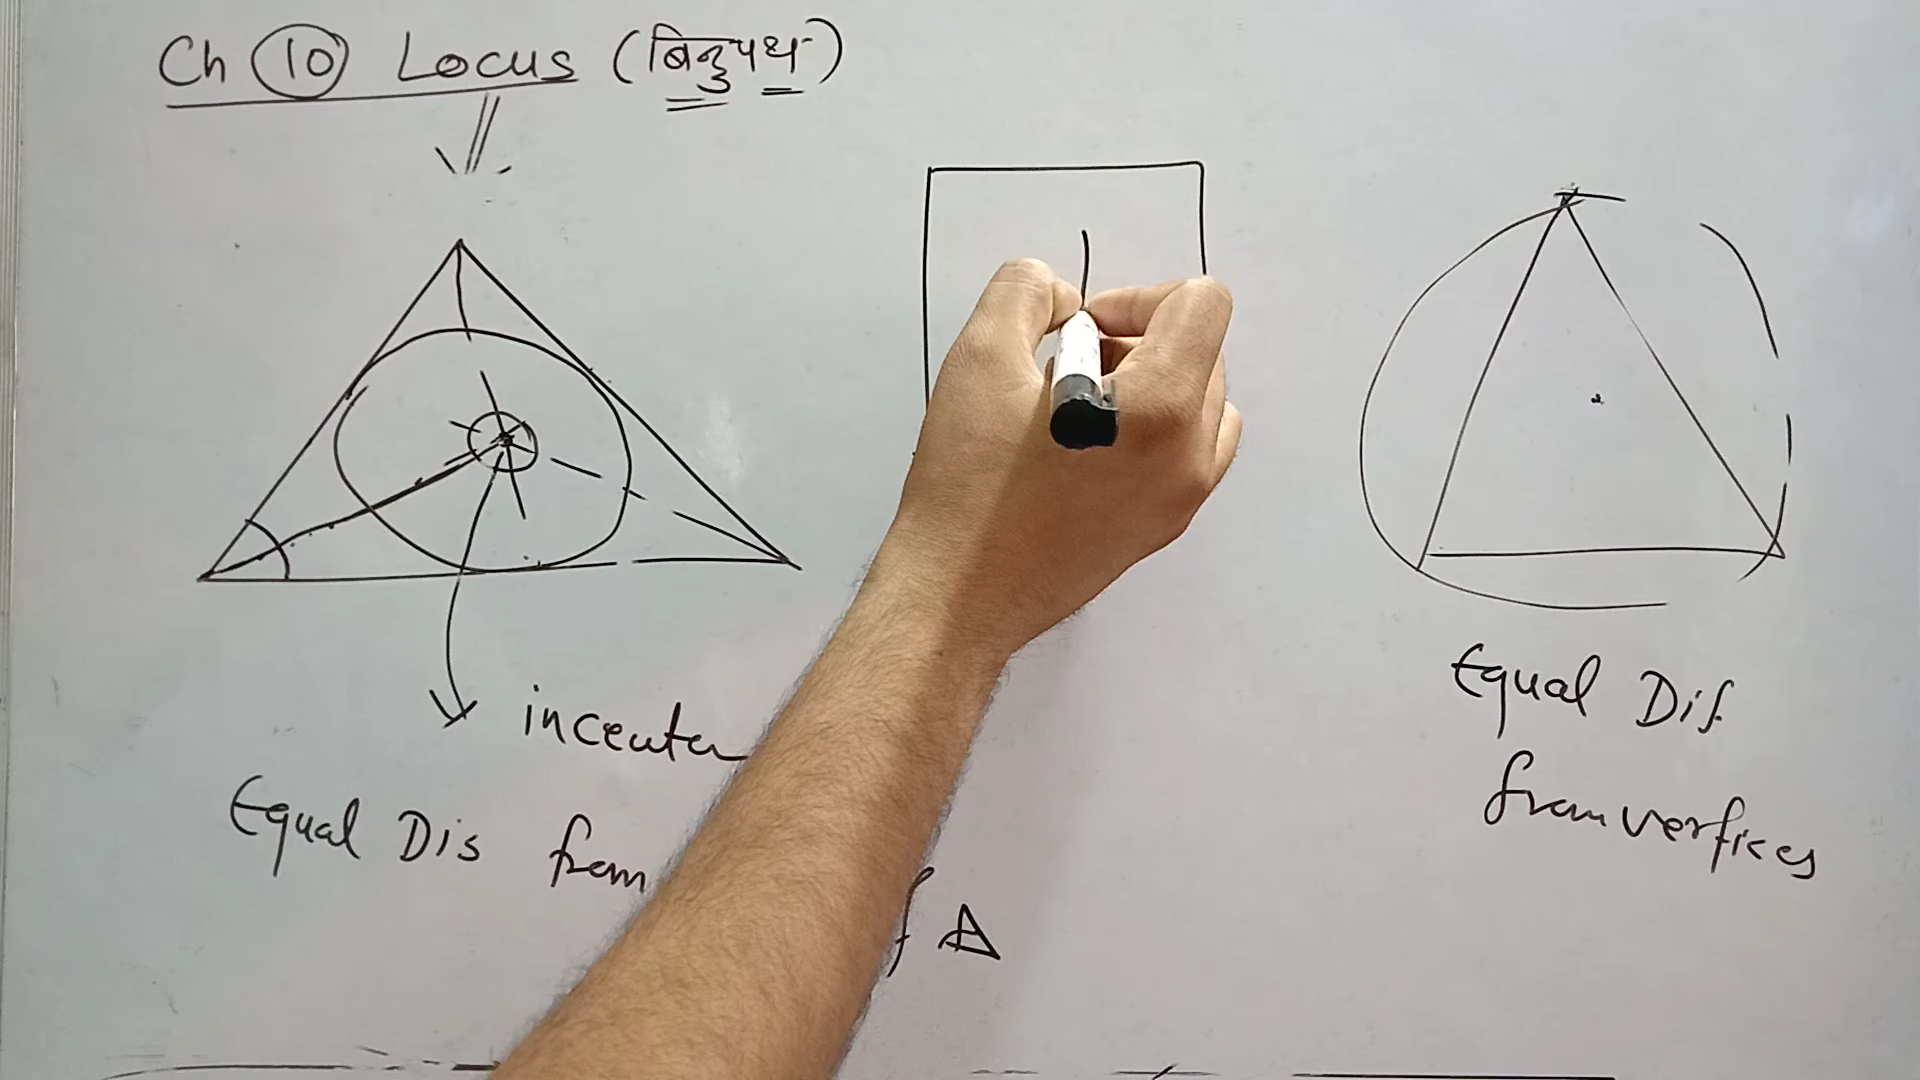 Ch 10 Locus (बिन्दुपथ)
incenter
Equal Dis from
f Δ
Equal Dis
from vertices